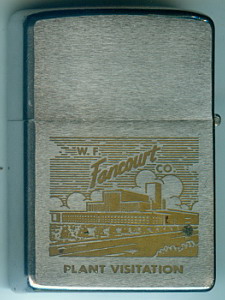 W. F.
Fancourt
CO.
PLANT VISITATION